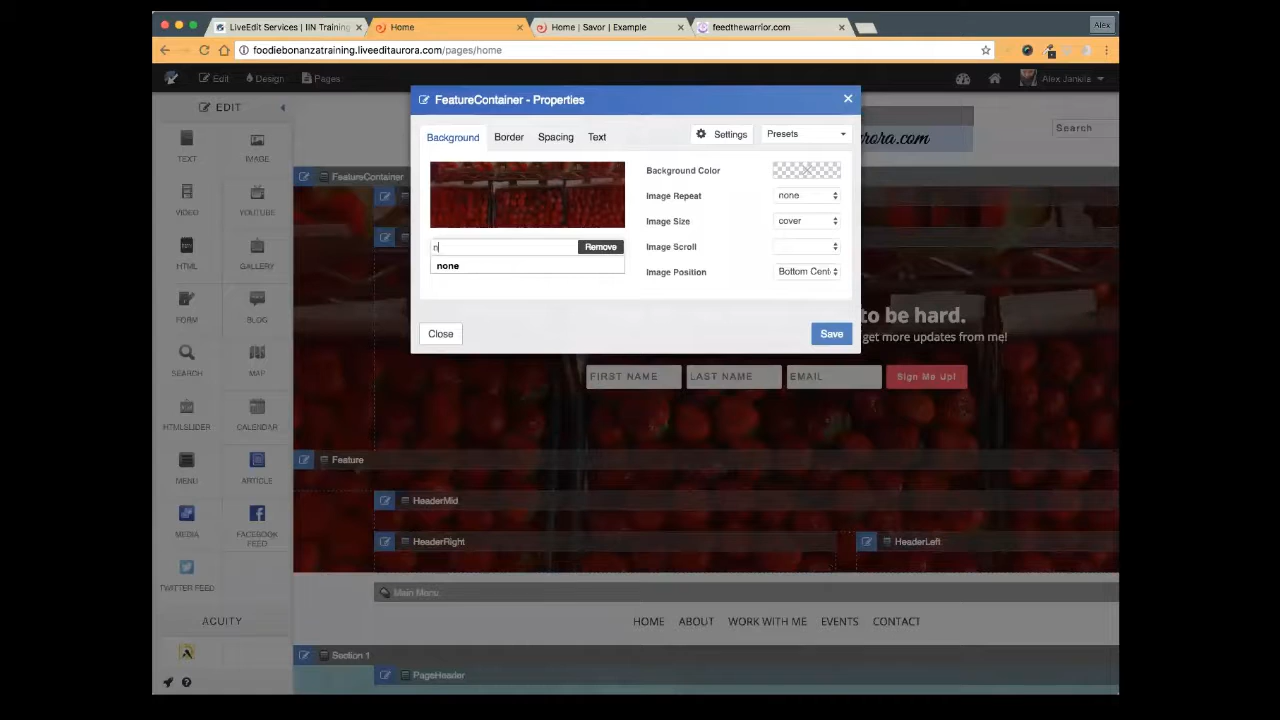 LiveEdit Services | IIN Training
Home
Home | Savor | Example
feedthewarrior.com
Alex
foodiebonanzatraining.liveeditaurora.com/pages/home
Edit
Design
Pages
Alex Jankila
EDIT
TEXT
IMAGE
VIDEO
YOUTUBE
HTML
GALLERY
FORM
BLOG
SEARCH
MAP
HTMLSLIDER
CALENDAR
MENU
ARTICLE
MEDIA
FACEBOOK
FEED
TWITTER FEED
ACUITY
FeatureContainer - Properties
Background
Border
Spacing
Text
Settings
Presets
Background Color
Image Repeat
none
Image Size
cover
Image Scroll
Image Position
Bottom Cent
n
Remove
none
Close
Save
Search
FeatureContainer
to be hard.
get more updates from me!
FIRST NAME
LAST NAME
EMAIL
Sign Me Up!
Feature
HeaderMid
HeaderRight
HeaderLeft
Main Menu
HOME
ABOUT
WORK WITH ME
EVENTS
CONTACT
Section 1
PageHeader